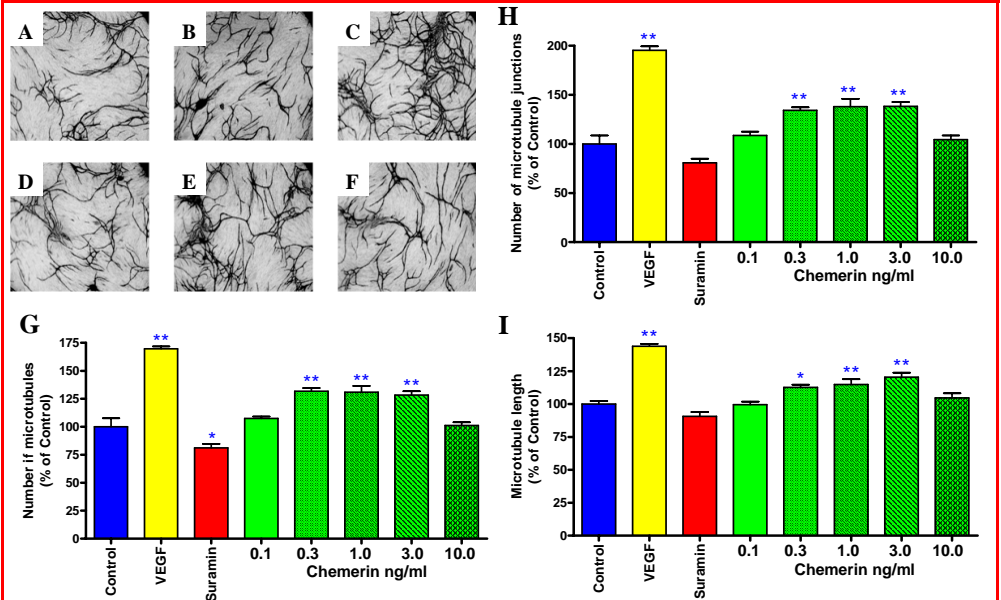 A
B
C
D
E
F
H
Number of microtubule junctions
(% of Control)
200
150
100
50
0
**
**
**
**
Control
VEGF
Suramin
0.1
0.3
1.0
3.0
10.0
Chemerin ng/ml
G
Number if microtubules
(% of Control)
175
150
125
100
75
50
25
0
**
*
**
**
**
Control
VEGF
Suramin
0.1
0.3
1.0
3.0
10.0
Chemerin ng/ml
I
Microtubule length
(% of Control)
150
125
100
75
50
25
0
**
*
**
**
Control
VEGF
Suramin
0.1
0.3
1.0
3.0
10.0
Chemerin ng/ml